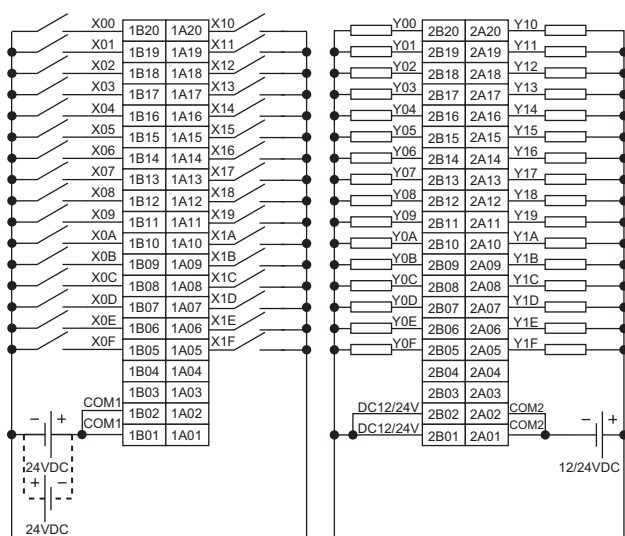 X00 1B20 1A20 X10 Y00 2B20 2A20 Y10
X01 1B19 1A19 X11 Y01 2B19 2A19 Y11
X02 1B18 1A18 X12 Y02 2B18 2A18 Y12
X03 1B17 1A17 X13 Y03 2B17 2A17 Y13
X04 1B16 1A16 X14 Y04 2B16 2A16 Y14
X05 1B15 1A15 X15 Y05 2B15 2A15 Y15
X06 1B14 1A14 X16 Y06 2B14 2A14 Y16
X07 1B13 1A13 X17 Y07 2B13 2A13 Y17
X08 1B12 1A12 X18 Y08 2B12 2A12 Y18
X09 1B11 1A11 X19 Y09 2B11 2A11 Y19
X0A 1B10 1A10 X1A Y0A 2B10 2A10 Y1A
X0B 1B09 1A09 X1B Y0B 2B09 2A09 Y1B
X0C 1B08 1A08 X1C Y0C 2B08 2A08 Y1C
X0D 1B07 1A07 X1D Y0D 2B07 2A07 Y1D
X0E 1B06 1A06 X1E Y0E 2B06 2A06 Y1E
X0F 1B05 1A05 X1F Y0F 2B05 2A05 Y1F
1B04 1A04 2B04 2A04
1B03 1A03 2B03 2A03
COM1 1B02 1A02 DC12/24V 2B02 2A02 COM2
− + COM1 1B01 1A01 DC12/24V 2B01 2A01 COM2 − +
24VDC 12/24VDC
+ −
24VDC